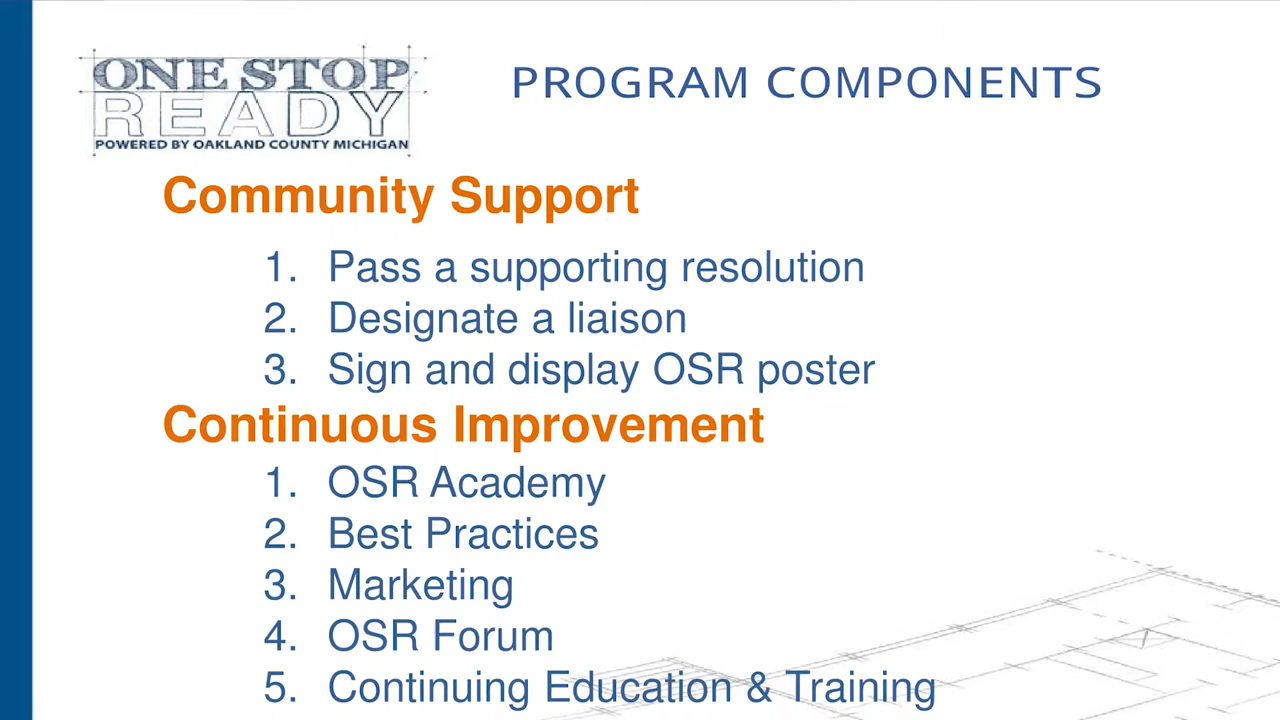 ONE STOP
READY
POWERED BY OAKLAND COUNTY MICHIGAN
PROGRAM COMPONENTS
Community Support
1. Pass a supporting resolution
2. Designate a liaison
3. Sign and display OSR poster
Continuous Improvement
1. OSR Academy
2. Best Practices
3. Marketing
4. OSR Forum
5. Continuing Education & Training